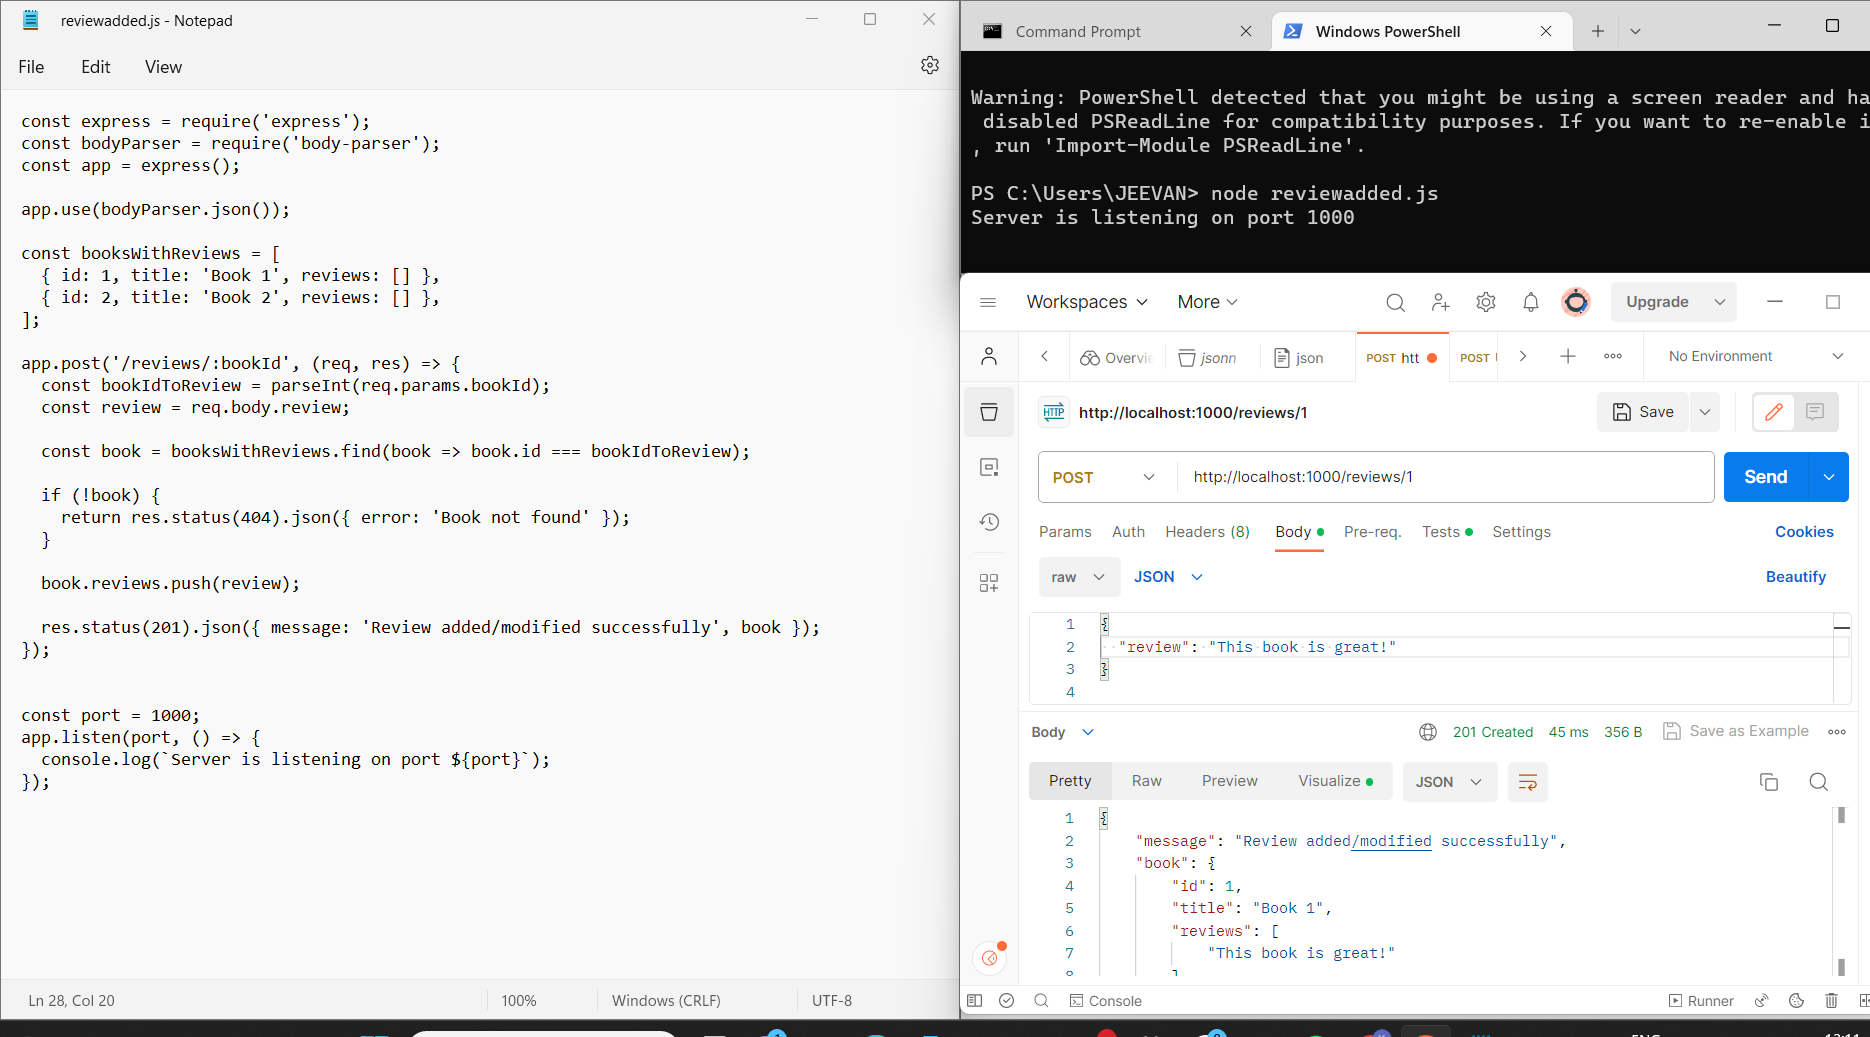 reviewadded.js - Notepad
File Edit View
const express = require('express');
const bodyParser = require('body-parser');
const app = express();
app.use(bodyParser.json());
const booksWithReviews = [
  { id: 1, title: 'Book 1', reviews: [] },
  { id: 2, title: 'Book 2', reviews: [] },
];
app.post('/reviews/:bookId', (req, res) => {
  const bookIdToReview = parseInt(req.params.bookId);
  const review = req.body.review;
  const book = booksWithReviews.find(book => book.id === bookIdToReview);
  if (!book) {
    return res.status(404).json({ error: 'Book not found' });
  }
  book.reviews.push(review);
  res.status(201).json({ message: 'Review added/modified successfully', book });
});
const port = 1000;
app.listen(port, () => {
  console.log(`Server is listening on port ${port}`);
});
Ln 28, Col 20 100% Windows (CRLF) UTF-8
Command Prompt Windows PowerShell
Warning: PowerShell detected that you might be using a screen reader and ha
 disabled PSReadLine for compatibility purposes. If you want to re-enable i
, run 'Import-Module PSReadLine'.
PS C:\Users\JEEVAN> node reviewadded.js
Server is listening on port 1000
Workspaces More Upgrade
Overvie jsonn json POST htt POST No Environment
HTTP http://localhost:1000/reviews/1 Save
POST http://localhost:1000/reviews/1 Send
Params Auth Headers (8) Body Pre-req. Tests Settings Cookies
raw JSON Beautify
1 {
2 "review": "This book is great!"
3 }
4
Body 201 Created 45 ms 356 B Save as Example
Pretty Raw Preview Visualize JSON
1 {
2 "message": "Review added/modified successfully",
3 "book": {
4 "id": 1,
5 "title": "Book 1",
6 "reviews": [
7 "This book is great!"
8 ]
Console Runner